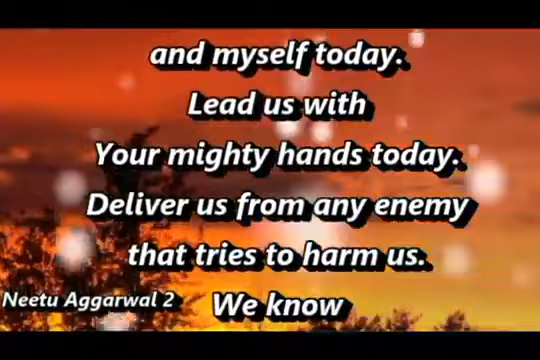 and myself today.
Lead us with
Your mighty hands today.
Deliver us from any enemy
that tries to harm us.
Neetu Aggarwal 2
We know